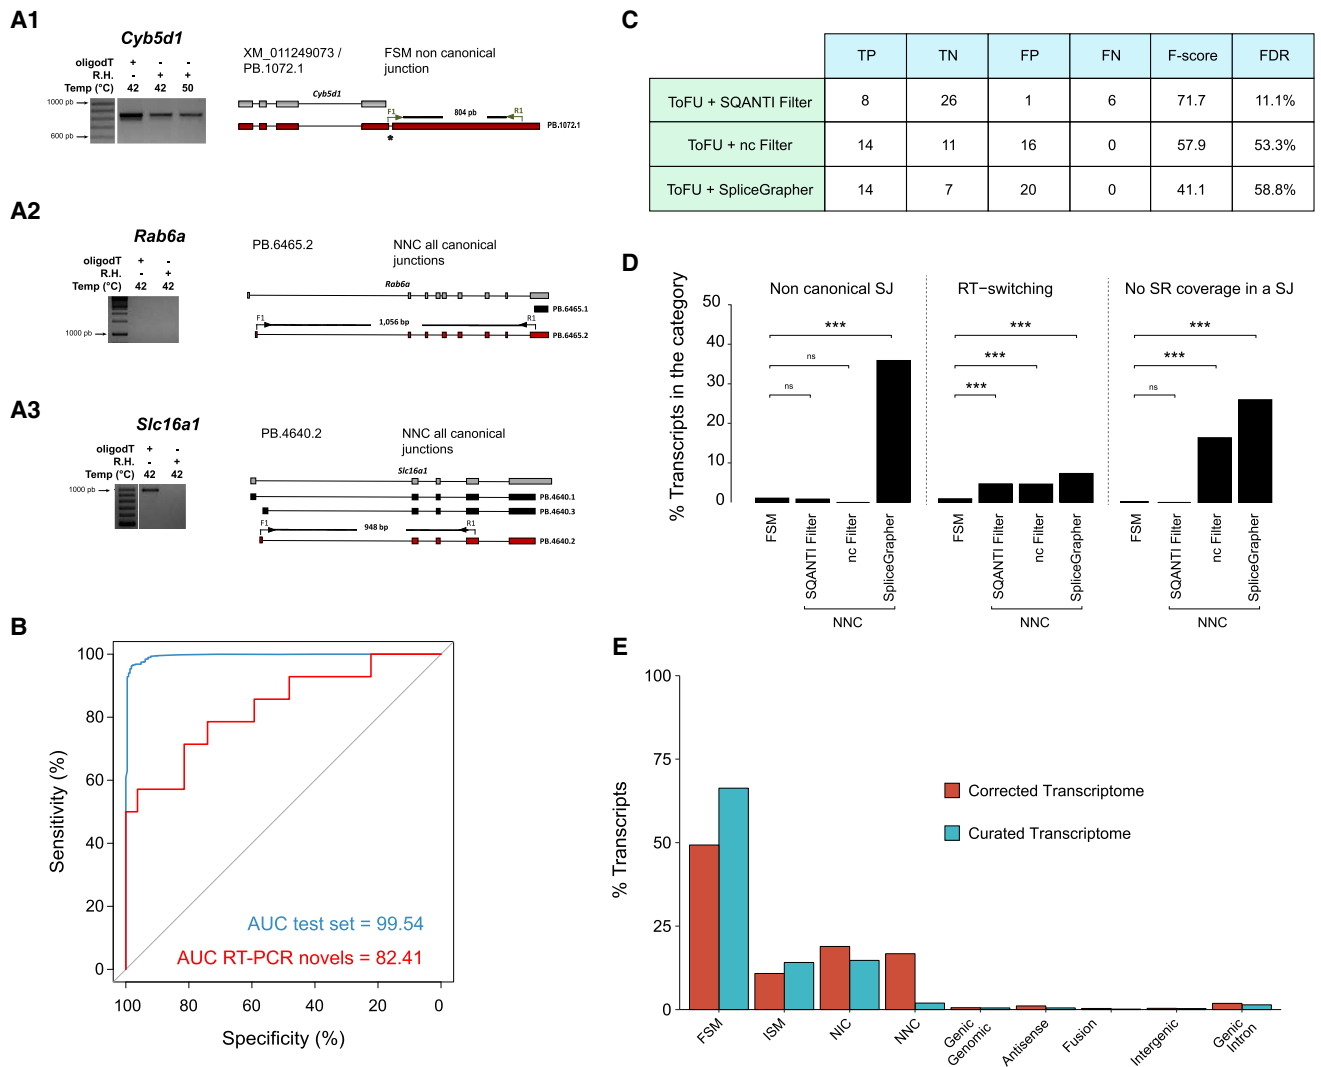 A1
Cyb5d1
oligodT + - -
R.H. - + +
Temp (°C) 42 42 50
1000 pb
600 pb
XM_011249073 /
PB.1072.1
FSM non canonical
junction
Cyb5d1
F1
804 pb
R1
PB.1072.1
*
A2
Rab6a
oligodT + -
R.H. - +
Temp (°C) 42 42
1000 pb
PB.6465.2
NNC all canonical
junctions
Rab6a
PB.6465.1
F1
1,056 bp
R1
PB.6465.2
A3
Slc16a1
oligodT + -
R.H. - +
Temp (°C) 42 42
1000 pb
PB.4640.2
NNC all canonical
junctions
Slc16a1
PB.4640.1
PB.4640.3
F1
948 bp
R1
PB.4640.2
B
Sensitivity (%)
100
80
60
40
20
0
AUC test set = 99.54
AUC RT-PCR novels = 82.41
100 80 60 40 20 0
Specificity (%)
C
TP TN FP FN F-score FDR
ToFU + SQANTI Filter 8 26 1 6 71.7 11.1%
ToFU + nc Filter 14 11 16 0 57.9 53.3%
ToFU + SpliceGrapher 14 7 20 0 41.1 58.8%
D
% Transcripts in the category
50
40
30
20
10
0
Non canonical SJ
***
ns
ns
RT−switching
***
***
***
No SR coverage in a SJ
***
***
ns
FSM SQANTI Filter nc Filter SpliceGrapher
NNC
FSM SQANTI Filter nc Filter SpliceGrapher
NNC
FSM SQANTI Filter nc Filter SpliceGrapher
NNC
E
% Transcripts
100
75
50
25
0
Corrected Transcriptome
Curated Transcriptome
FSM
ISM
NIC
NNC
Genic
Genomic
Antisense
Fusion
Intergenic
Genic
Intron